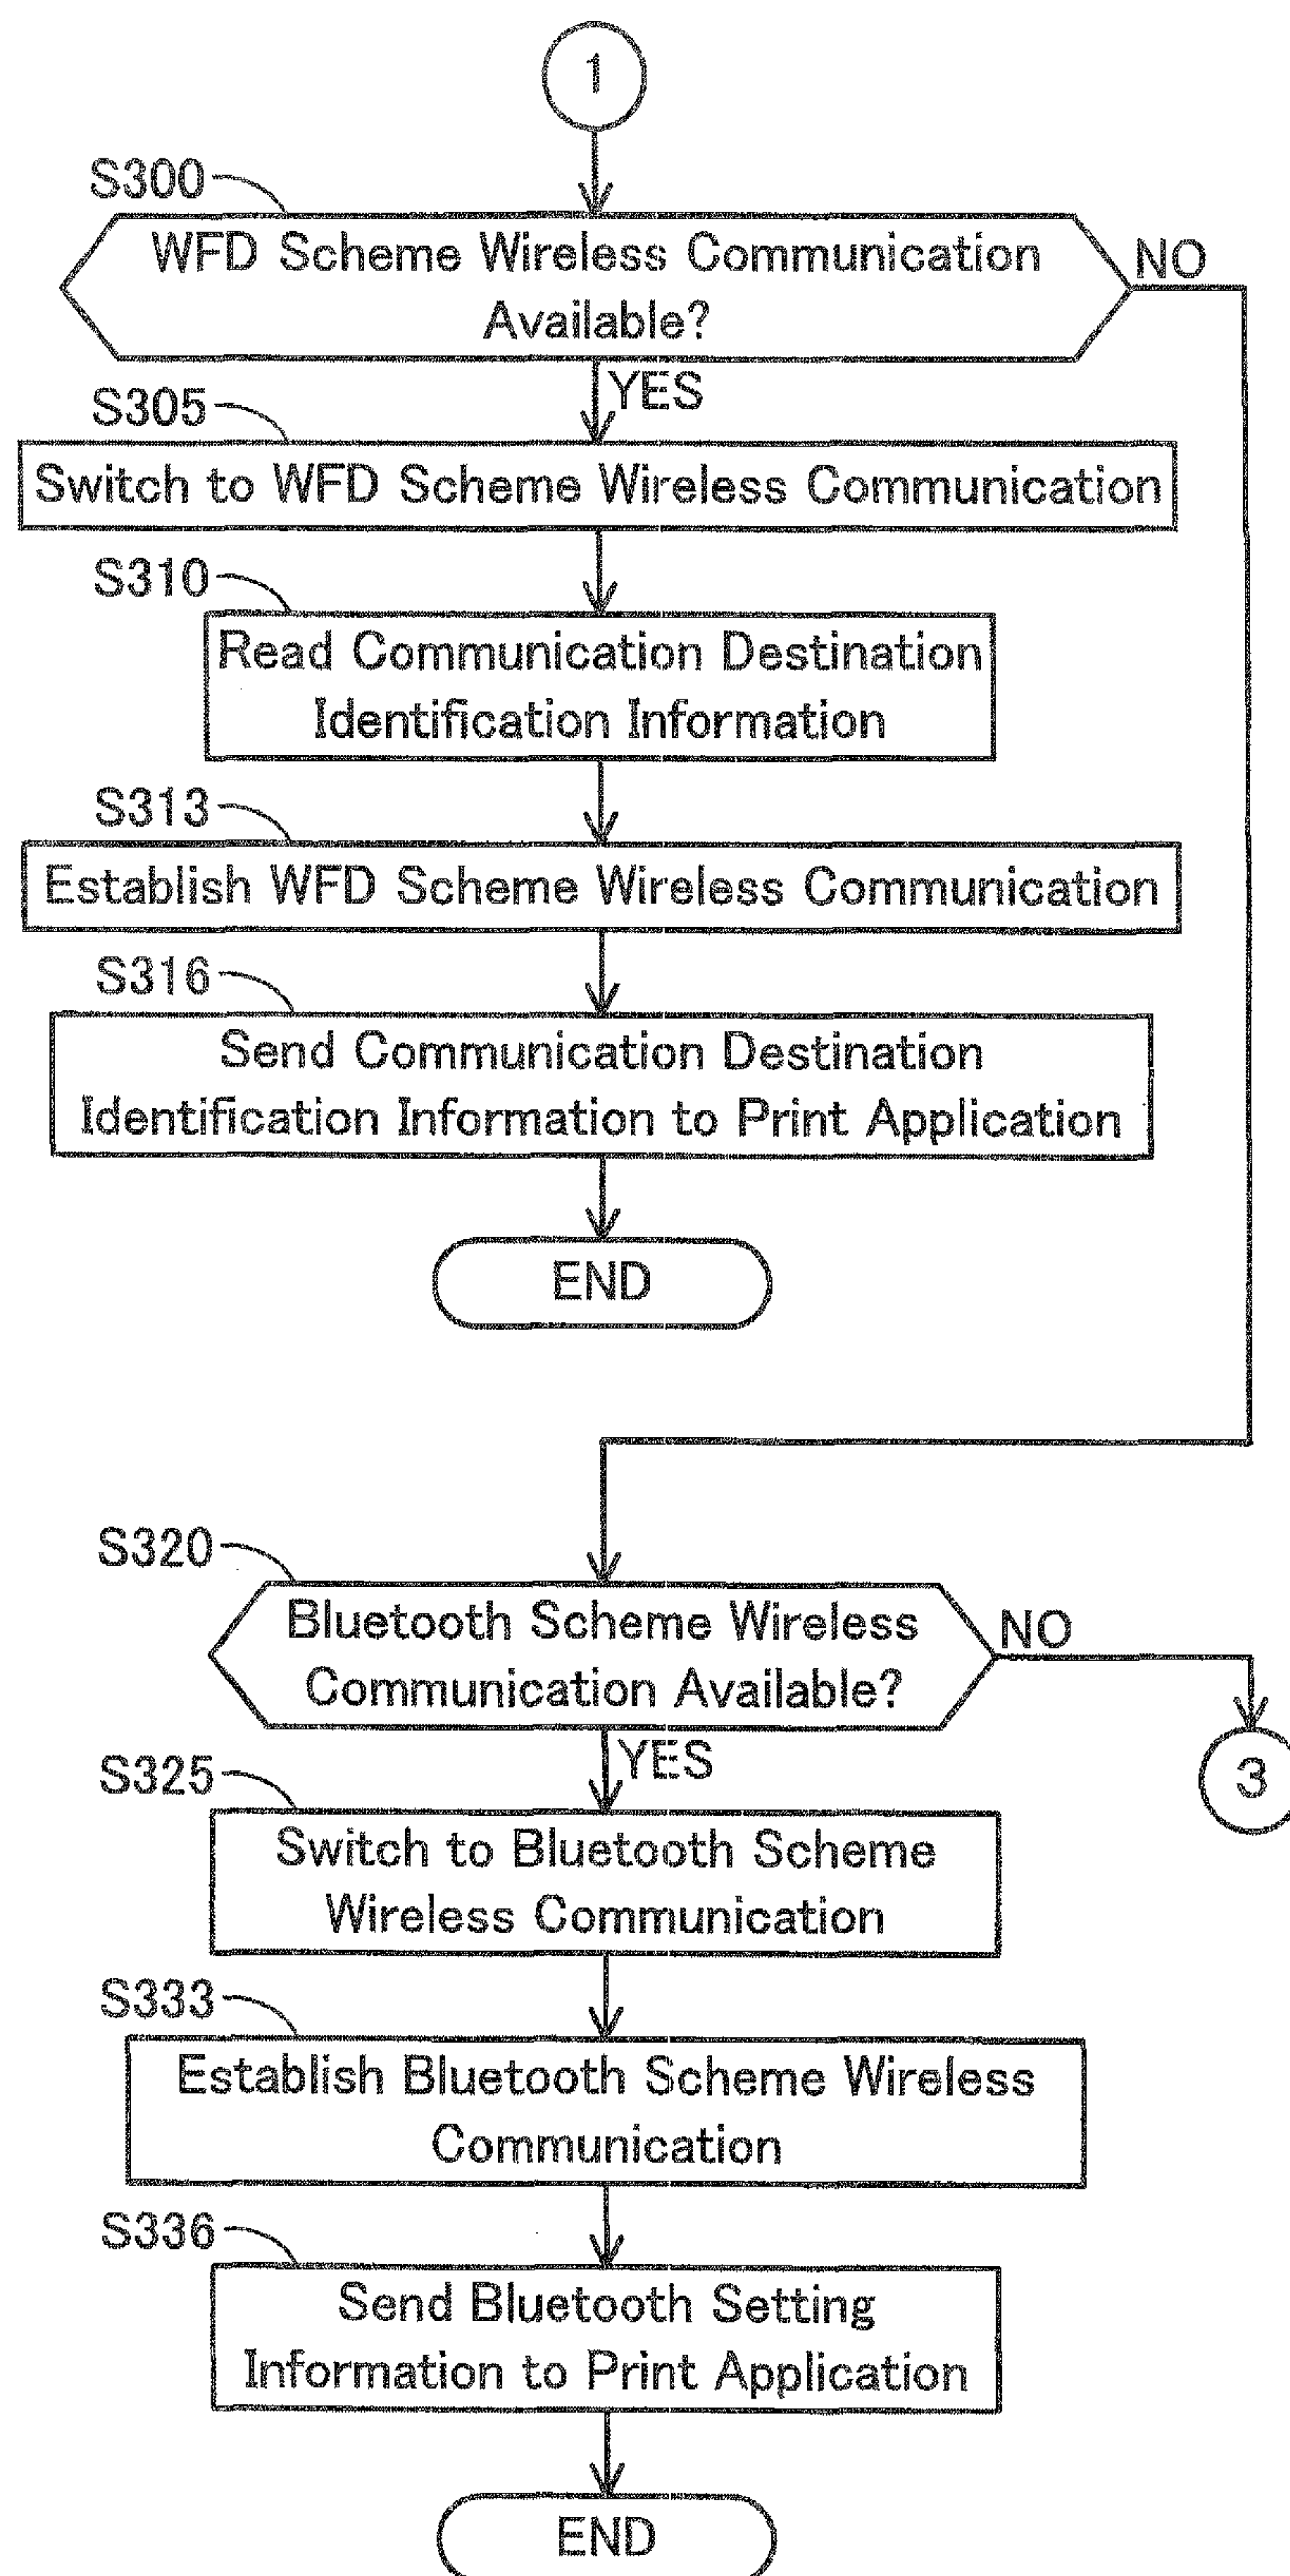 1
S300
WFD Scheme Wireless Communication
Available?
NO
YES
S305
Switch to WFD Scheme Wireless Communication
S310
Read Communication Destination
Identification Information
S313
Establish WFD Scheme Wireless Communication
S316
Send Communication Destination
Identification Information to Print Application
END
S320
Bluetooth Scheme Wireless
Communication Available?
NO
YES
3
S325
Switch to Bluetooth Scheme
Wireless Communication
S333
Establish Bluetooth Scheme Wireless
Communication
S336
Send Bluetooth Setting
Information to Print Application
END